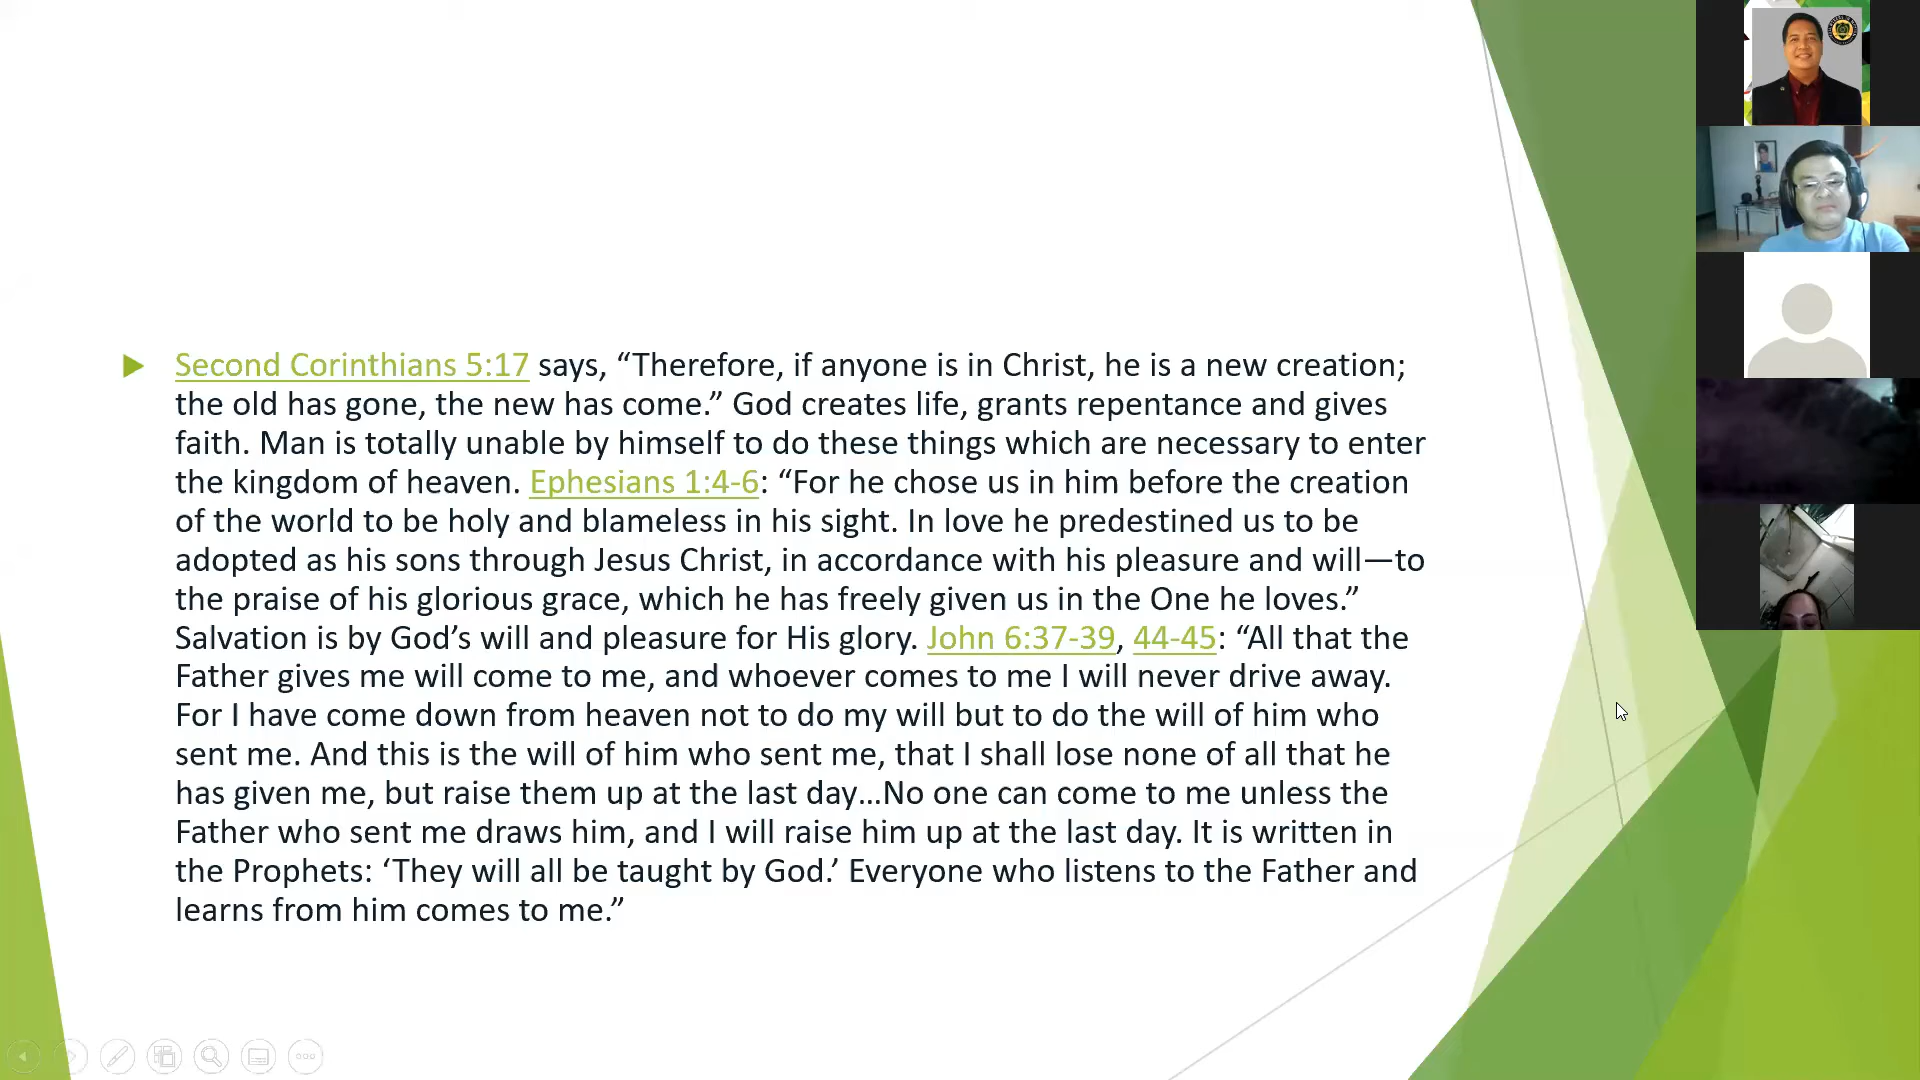 Second Corinthians 5:17 says, “Therefore, if anyone is in Christ, he is a new creation;
the old has gone, the new has come.” God creates life, grants repentance and gives
faith. Man is totally unable by himself to do these things which are necessary to enter
the kingdom of heaven. Ephesians 1:4-6: “For he chose us in him before the creation
of the world to be holy and blameless in his sight. In love he predestined us to be
adopted as his sons through Jesus Christ, in accordance with his pleasure and will—to
the praise of his glorious grace, which he has freely given us in the One he loves.”
Salvation is by God’s will and pleasure for His glory. John 6:37-39, 44-45: “All that the
Father gives me will come to me, and whoever comes to me I will never drive away.
For I have come down from heaven not to do my will but to do the will of him who
sent me. And this is the will of him who sent me, that I shall lose none of all that he
has given me, but raise them up at the last day…No one can come to me unless the
Father who sent me draws him, and I will raise him up at the last day. It is written in
the Prophets: ‘They will all be taught by God.’ Everyone who listens to the Father and
learns from him comes to me.”